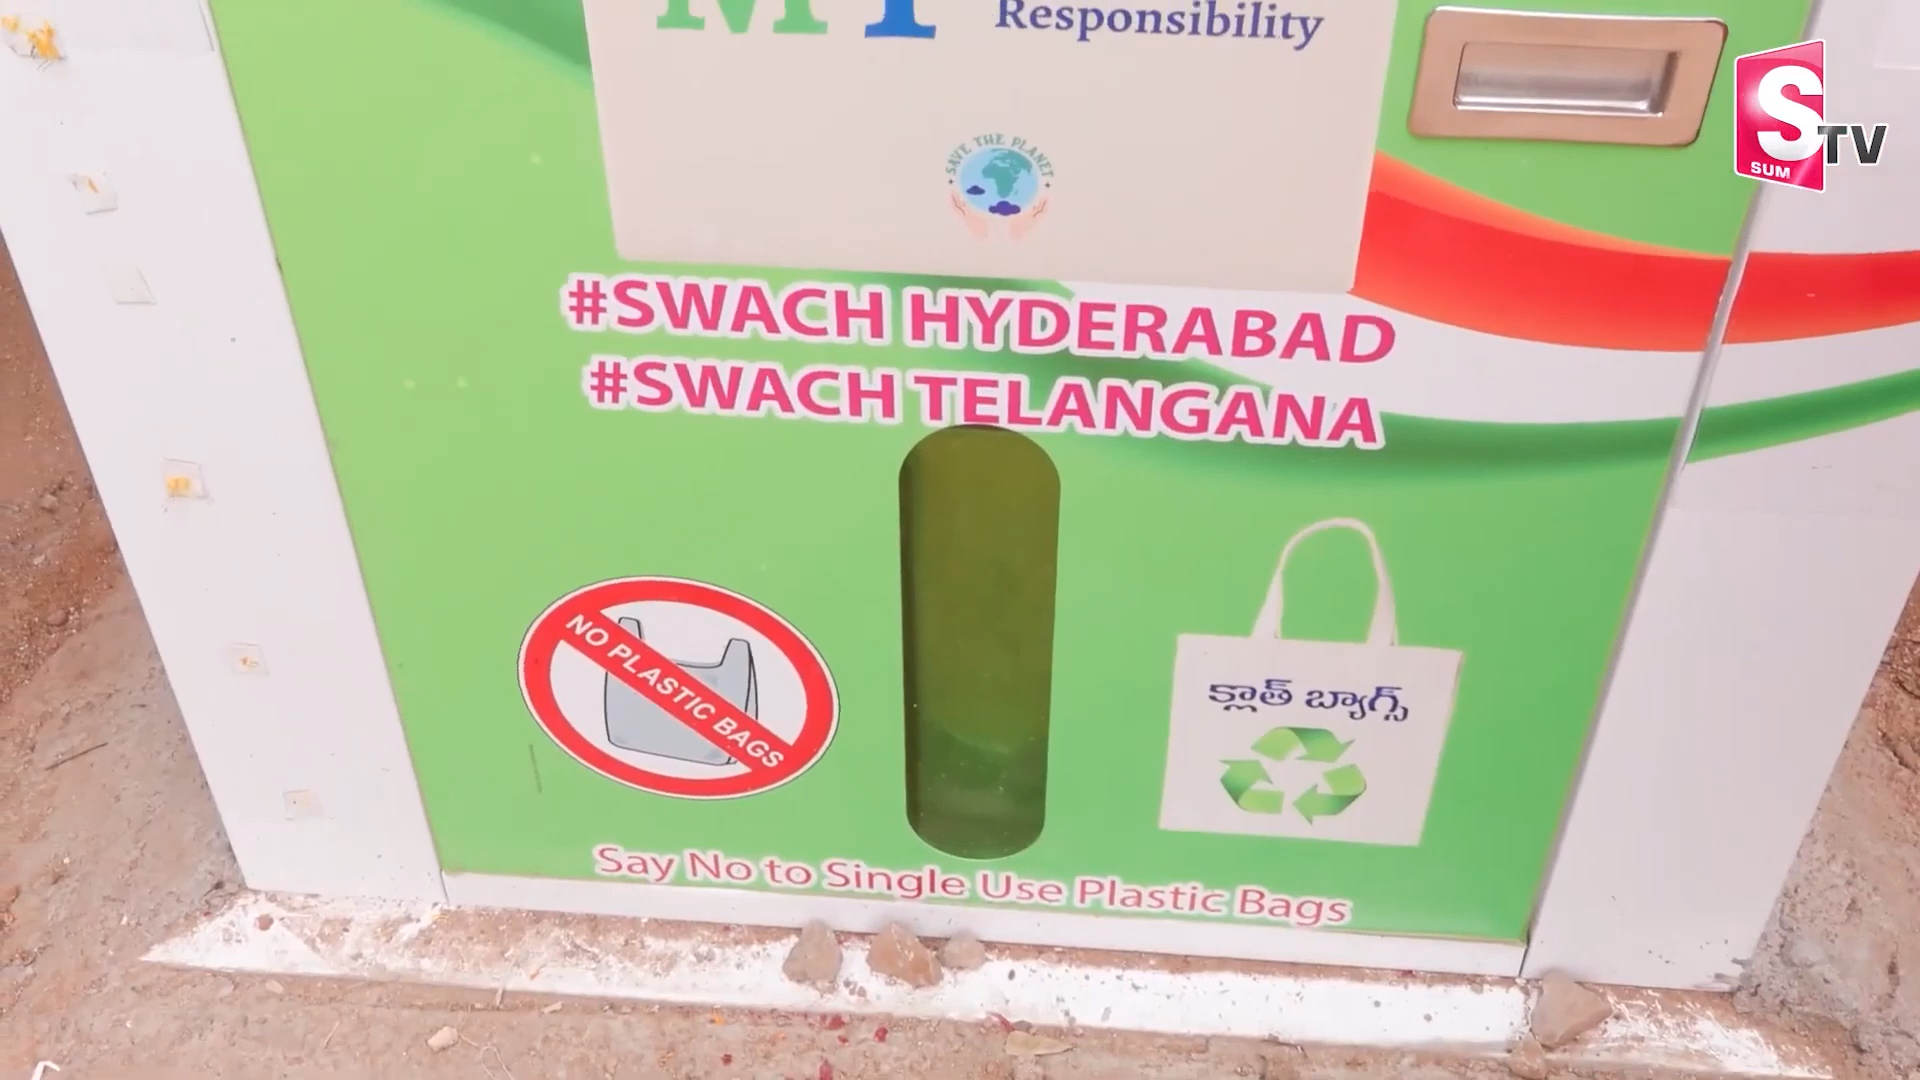 MY Responsibility
SAVE THE PLANET
#SWACH HYDERABAD
#SWACH TELANGANA
NO PLASTIC BAGS
క్లాత్ బ్యాగ్స్
Say No to Single Use Plastic Bags
S TV
SUM